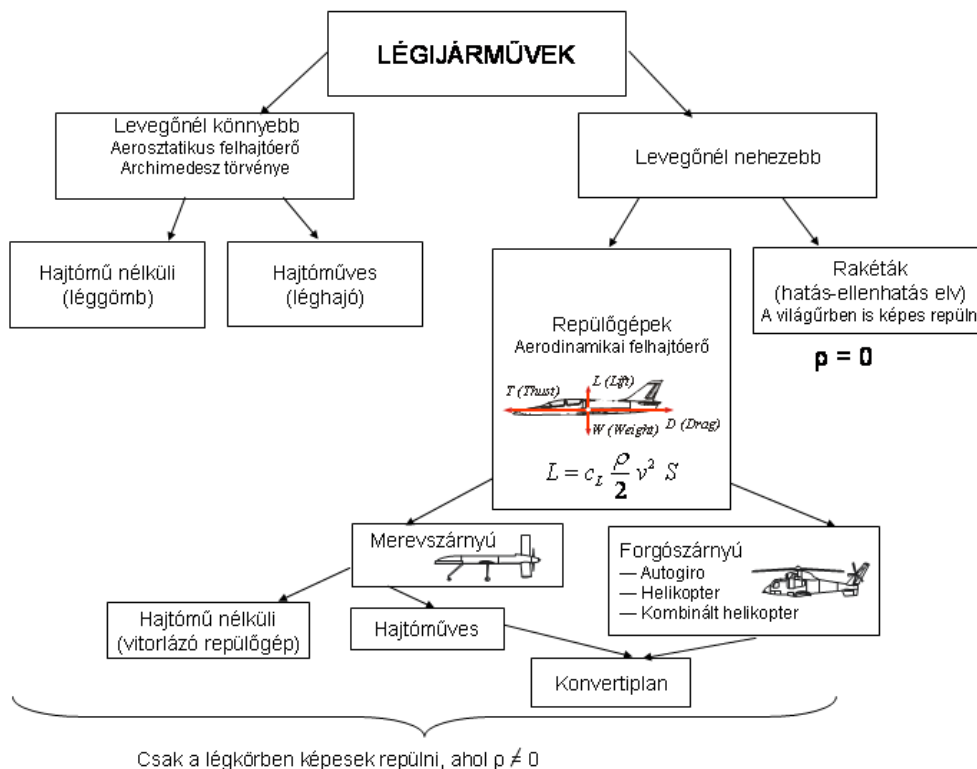 LÉGIJÁRMŰVEK
Levegőnél könnyebb
Aerosztatikus felhajtóerő
Archimedesz törvénye
Levegőnél nehezebb
Hajtómű nélküli
(léggömb)
Hajtóműves
(léghajó)
Repülőgépek
Aerodinamikai felhajtóerő
T (Thust)
L (Lift)
W (Weight)
D (Drag)
L = c_L ρ/2 v² S
Rakéták
(hatás-ellenhatás elv)
A világűrben is képes repüln
ρ = 0
Merevszárnyú
Forgószárnyú
— Autogiro
— Helikopter
— Kombinált helikopter
Hajtómű nélküli
(vitorlázó repülőgép)
Hajtóműves
Konvertiplan
Csak a légkörben képesek repülni, ahol ρ ≠ 0